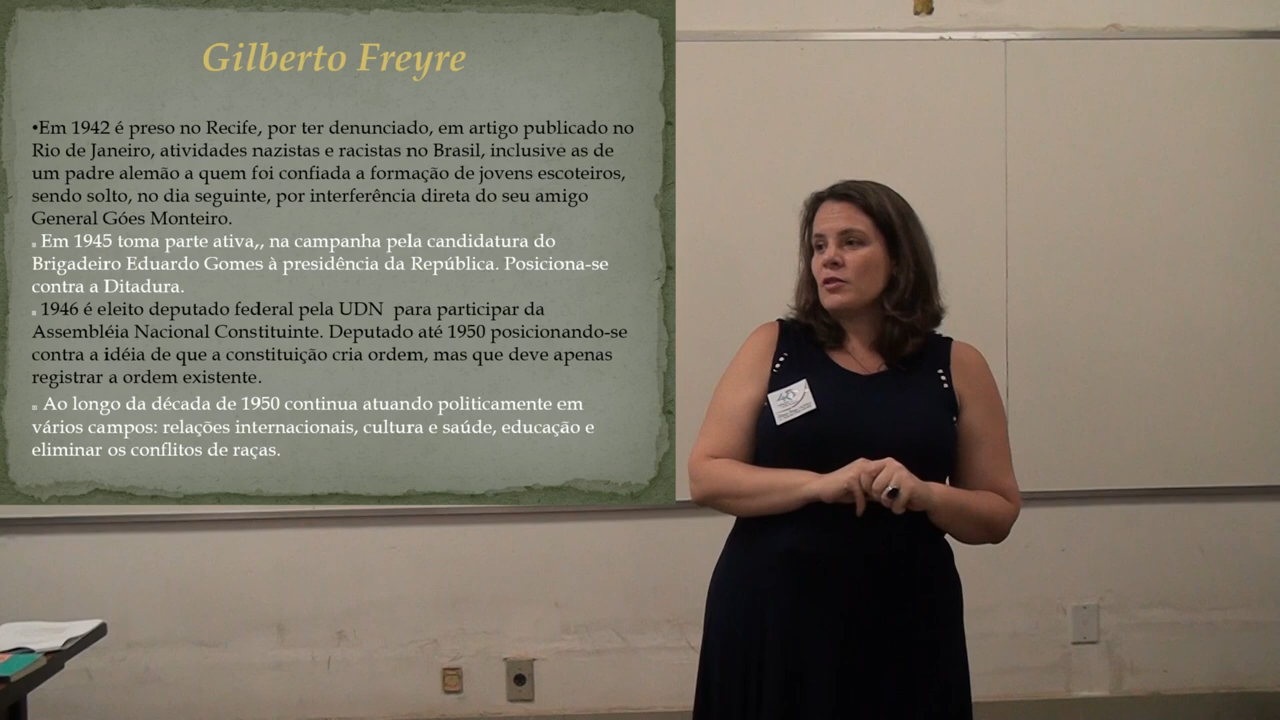 Gilberto Freyre
•Em 1942 é preso no Recife, por ter denunciado, em artigo publicado no
Rio de Janeiro, atividades nazistas e racistas no Brasil, inclusive as de
um padre alemão a quem foi confiada a formação de jovens escoteiros,
sendo solto, no dia seguinte, por interferência direta do seu amigo
General Góes Monteiro.
Em 1945 toma parte ativa,, na campanha pela candidatura do
Brigadeiro Eduardo Gomes à presidência da República. Posiciona-se
contra a Ditadura.
1946 é eleito deputado federal pela UDN para participar da
Assembléia Nacional Constituinte. Deputado até 1950 posicionando-se
contra a idéia de que a constituição cria ordem, mas que deve apenas
registrar a ordem existente.
Ao longo da década de 1950 continua atuando politicamente em
vários campos: relações internacionais, cultura e saúde, educação e
eliminar os conflitos de raças.